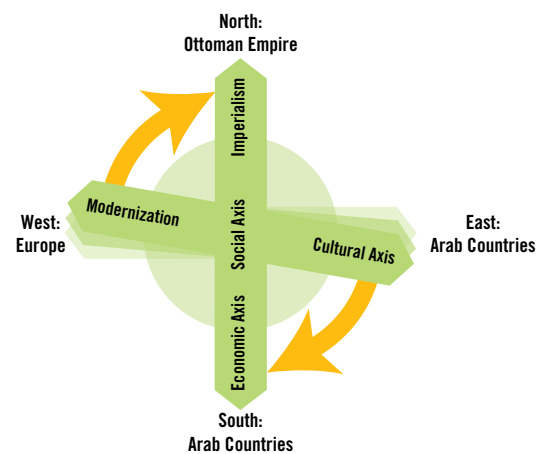 North:
Ottoman Empire
Imperialism
Modernization
Social Axis
West:
Europe
Cultural Axis
East:
Arab Countries
Economic Axis
South:
Arab Countries